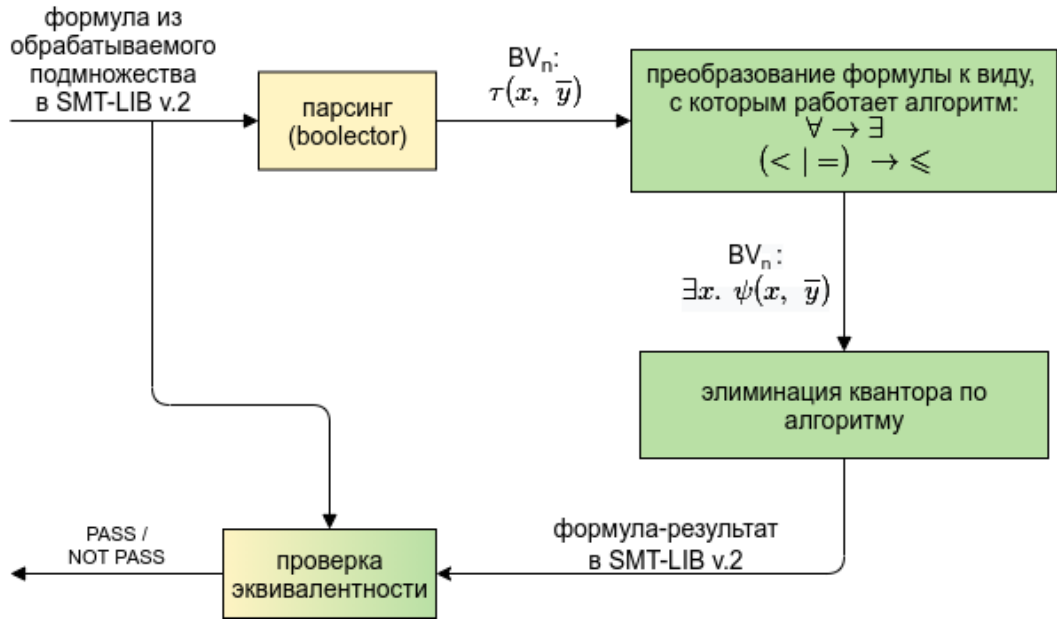 формула из
обрабатываемого
подмножества
в SMT-LIB v.2
парсинг
(boolector)
BVₙ:
τ(x, y̅)
преобразование формулы к виду,
с которым работает алгоритм:
∀ → ∃
(< | =) → ⩽
BVₙ :
∃x. ψ(x, y̅)
элиминация квантора по
алгоритму
формула-результат
в SMT-LIB v.2
проверка
эквивалентности
PASS /
NOT PASS